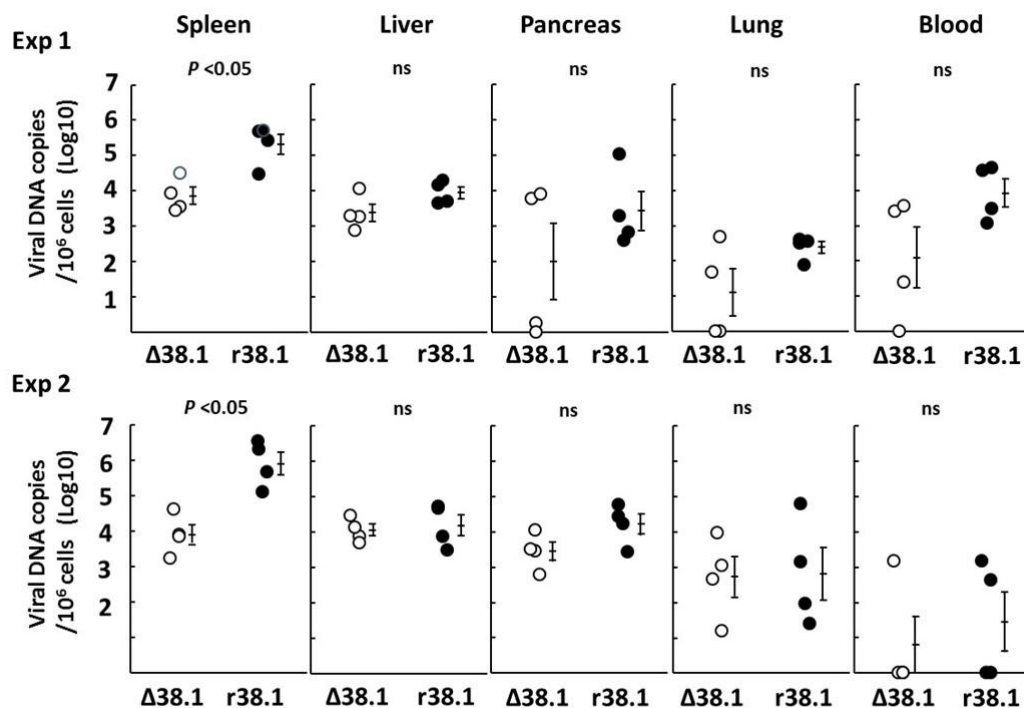 Spleen Liver Pancreas Lung Blood
Exp 1
P <0.05 ns ns ns ns
7
6
5
4
3
2
1
Viral DNA copies
/10⁶ cells (Log10)
Δ38.1 r38.1 Δ38.1 r38.1 Δ38.1 r38.1 Δ38.1 r38.1 Δ38.1 r38.1
Exp 2
P <0.05 ns ns ns ns
7
6
5
4
3
2
Viral DNA copies
/10⁶ cells (Log10)
Δ38.1 r38.1 Δ38.1 r38.1 Δ38.1 r38.1 Δ38.1 r38.1 Δ38.1 r38.1